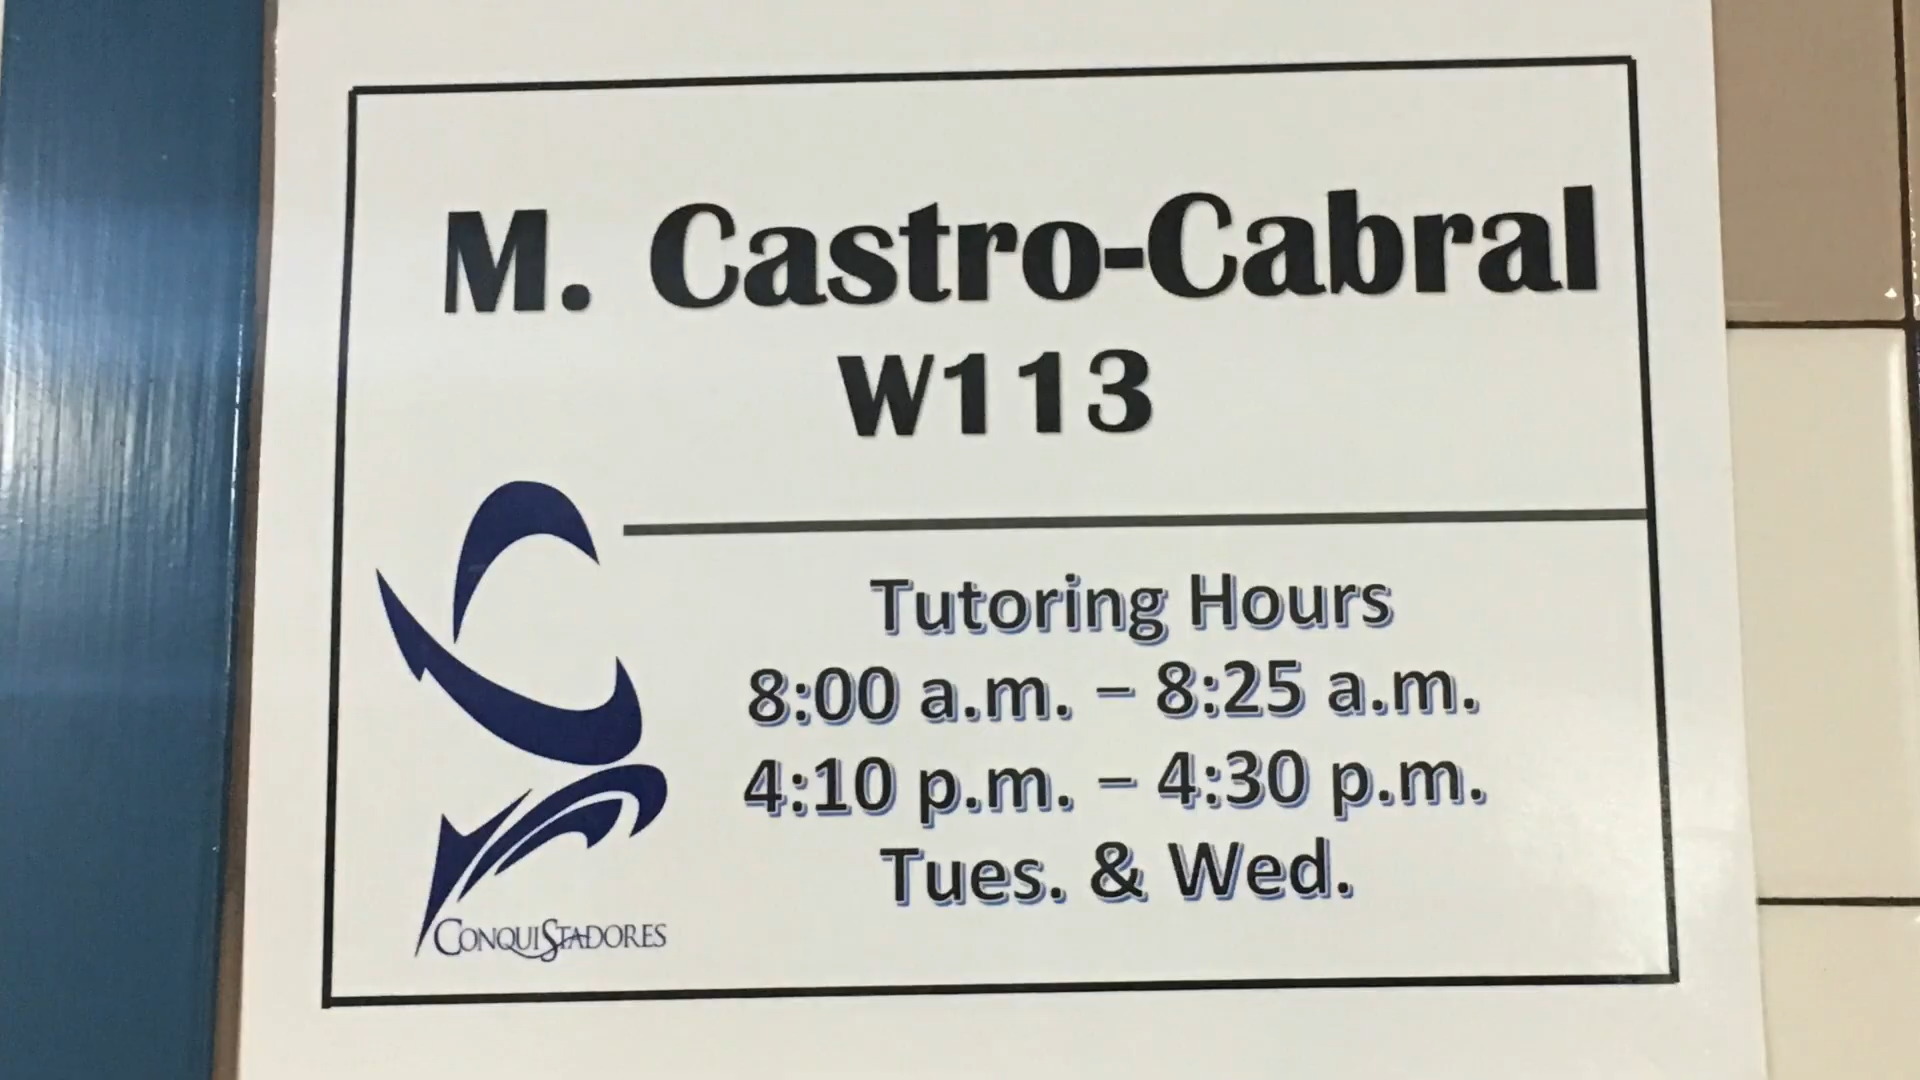 M. Castro-Cabral
W113
Tutoring Hours
8:00 a.m. – 8:25 a.m.
4:10 p.m. – 4:30 p.m.
Tues. & Wed.
CONQUISTADORES